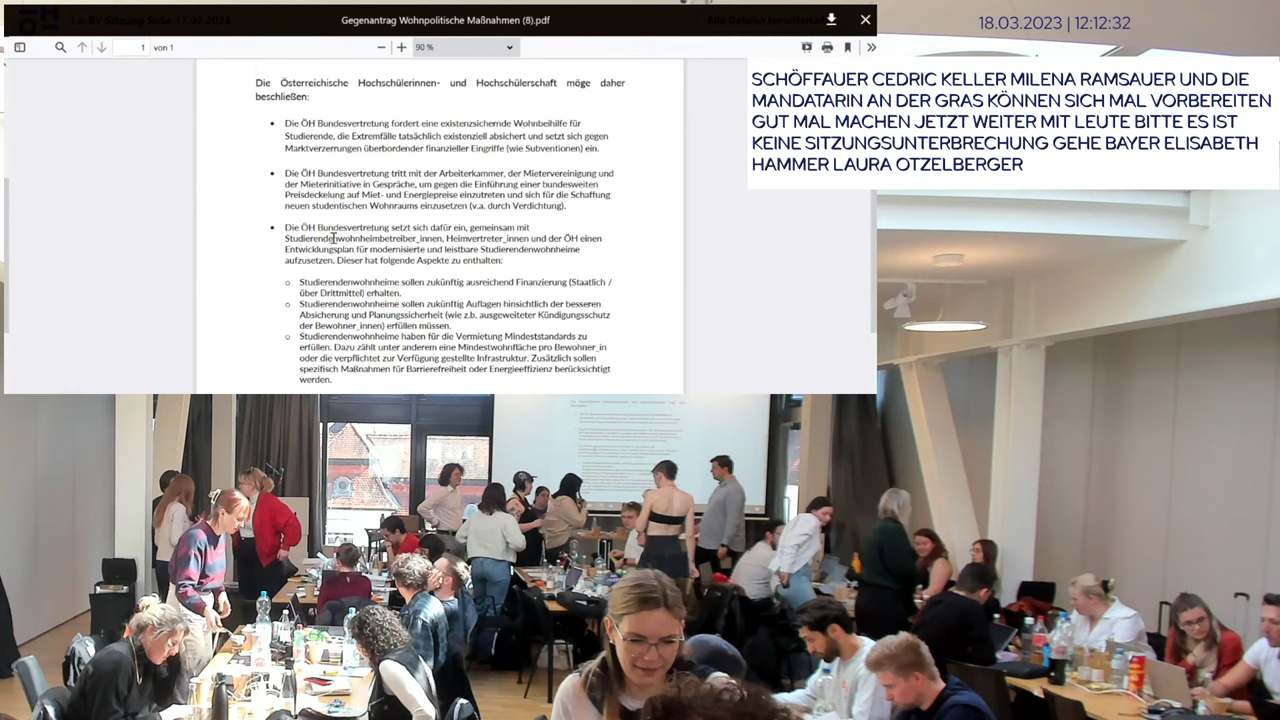 I.o.BV Sitzung SoSe 17.03.2023
Gegenantrag Wohnpolitische Maßnahmen (8).pdf
18.03.2023 | 12:12:32
1 von 1
90 %
SCHÖFFAUER CEDRIC KELLER MILENA RAMSAUER UND DIE
MANDATARIN AN DER GRAS KÖNNEN SICH MAL VORBEREITEN
GUT MAL MACHEN JETZT WEITER MIT LEUTE BITTE ES IST
KEINE SITZUNGSUNTERBRECHUNG GEHE BAYER ELISABETH
HAMMER LAURA OTZELBERGER
Die Österreichische Hochschülerinnen- und Hochschülerschaft möge daher
beschließen:
• Die ÖH Bundesvertretung fordert eine existenzsichernde Wohnbeihilfe für
Studierende, die Extremfälle tatsächlich existenziell absichert und setzt sich gegen
Marktverzerrungen überbordender finanzieller Eingriffe (wie Subventionen) ein.
• Die ÖH Bundesvertretung tritt mit der Arbeiterkammer, der Mietervereinigung und
der Mieterinitiative in Gespräche, um gegen die Einführung einer bundesweiten
Preisdeckelung auf Miet- und Energiepreise einzutreten und sich für die Schaffung
neuen studentischen Wohnraums einzusetzen (v.a. durch Verdichtung).
• Die ÖH Bundesvertretung setzt sich dafür ein, gemeinsam mit
Studierendenwohnheimbetreiber_innen, Heimvertreter_innen und der ÖH einen
Entwicklungsplan für modernisierte und leistbare Studierendenwohnheime
aufzusetzen. Dieser hat folgende Aspekte zu enthalten:
o Studierendenwohnheime sollen zukünftig ausreichend Finanzierung (Staatlich /
über Drittmittel) erhalten.
o Studierendenwohnheime sollen zukünftig Auflagen hinsichtlich der besseren
Absicherung und Planungssicherheit (wie z.b. ausgeweiteter Kündigungsschutz
der Bewohner_innen) erfüllen müssen.
o Studierendenwohnheime haben für die Vermietung Mindeststandards zu
erfüllen. Dazu zählt unter anderem eine Mindestwohnfläche pro Bewohner_in
oder die verpflichtet zur Verfügung gestellte Infrastruktur. Zusätzlich sollen
spezifisch Maßnahmen für Barrierefreiheit oder Energieeffizienz berücksichtigt
werden.